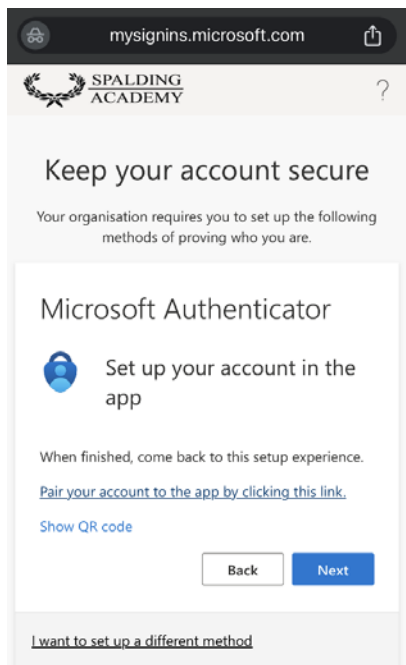 mysignins.microsoft.com
SPALDING
ACADEMY
?
Keep your account secure
Your organisation requires you to set up the following
methods of proving who you are.
Microsoft Authenticator
Set up your account in the
app
When finished, come back to this setup experience.
Pair your account to the app by clicking this link.
Show QR code
Back
Next
I want to set up a different method